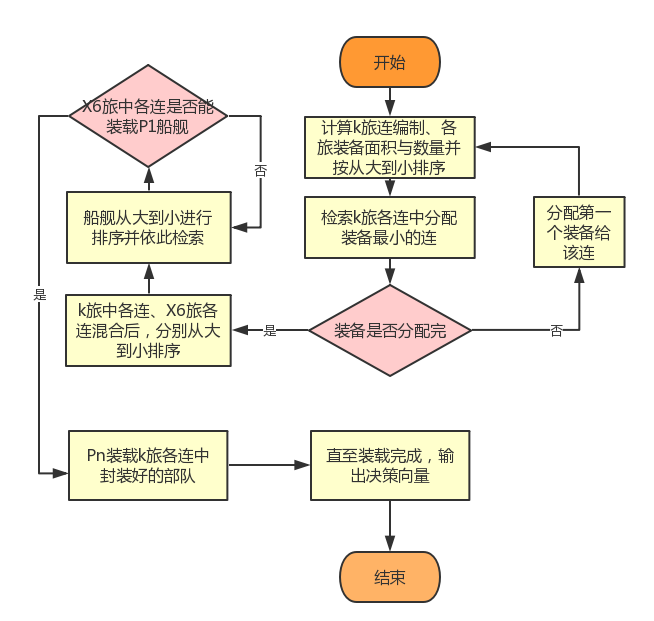 开始
计算k旅连编制、各
旅装备面积与数量并
按从大到小排序
检索k旅各连中分配
装备最小的连
装备是否分配完
否
分配第一
个装备给
该连
是
k旅中各连、X6旅各
连混合后，分别从大
到小排序
船舰从大到小进行
排序并依此检索
X6旅中各连是否能
装载P1船舰
否
是
Pn装载k旅各连中
封装好的部队
直至装载完成，输
出决策向量
结束